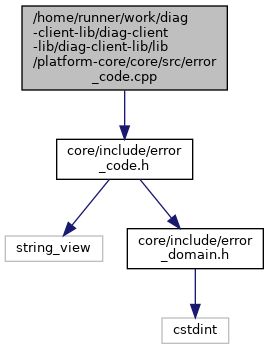 /home/runner/work/diag
-client-lib/diag-client
-lib/diag-client-lib/lib
/platform-core/core/src/error
_code.cpp
core/include/error
_code.h
string_view
core/include/error
_domain.h
cstdint